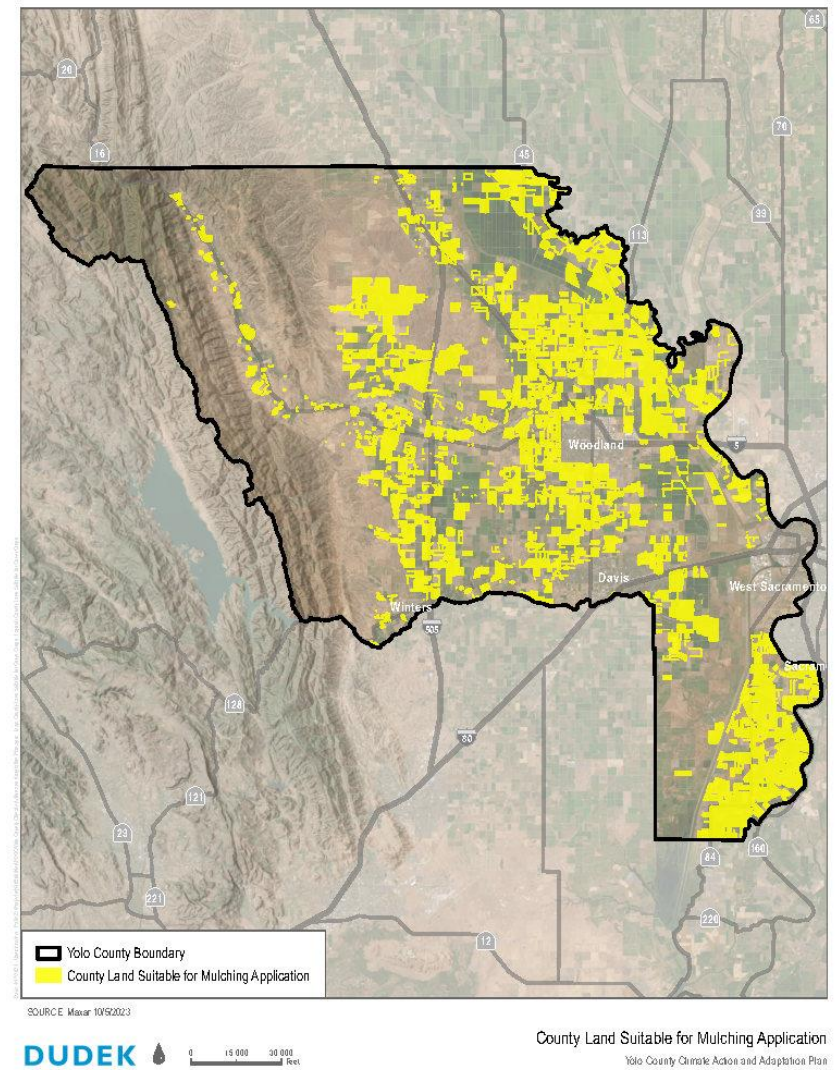 65
20
70
16
45
99
113
Woodland
5
Davis
West Sacramento
Winters
505
Sacram
128
80
121
29
84
160
221
220
12
Yolo County Boundary
County Land Suitable for Mulching Application
SOURCE: Maxar 10/5/2023
DUDEK
0 15,000 30,000
Feet
County Land Suitable for Mulching Application
Yolo County Climate Action and Adaptation Plan